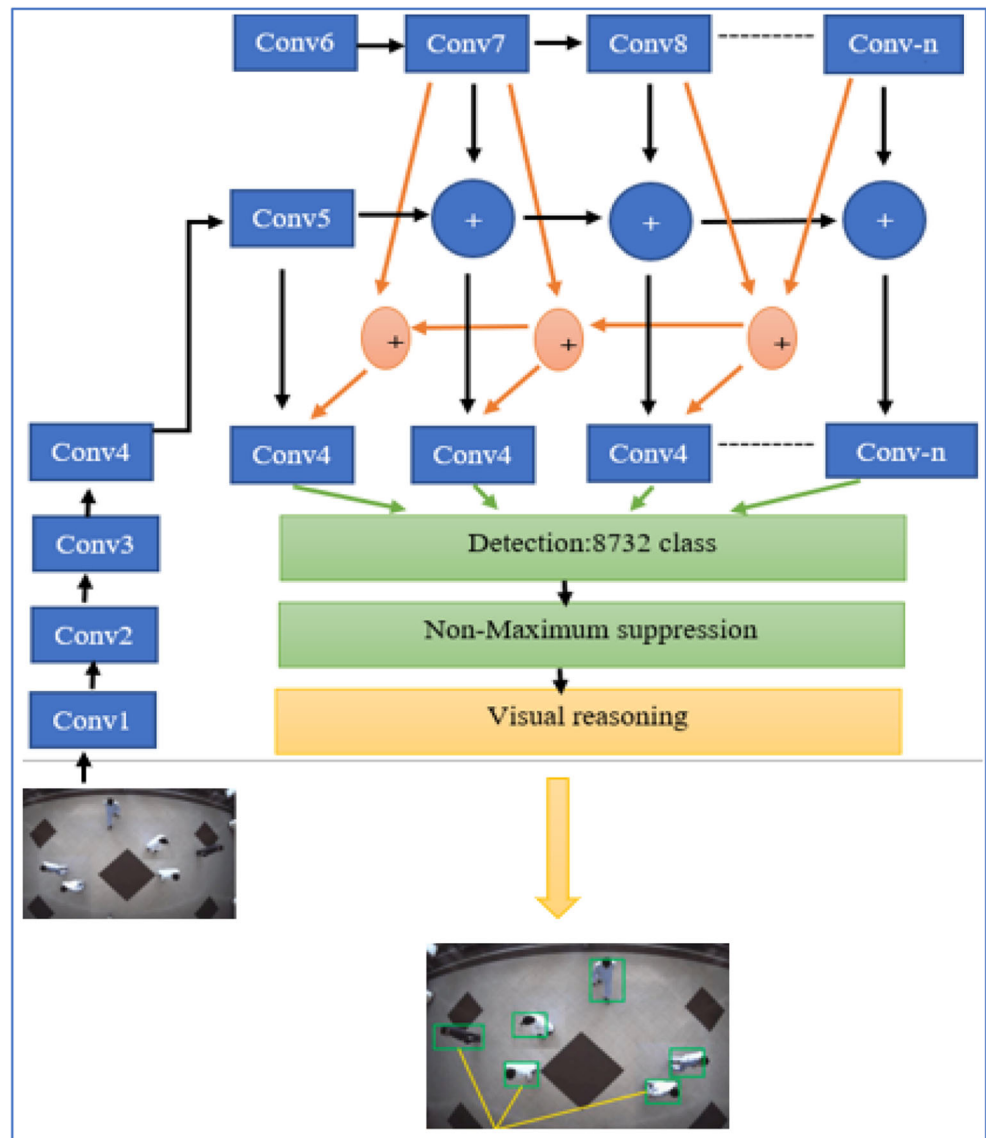 Conv6 Conv7 Conv8 Conv-n
Conv5 + + +
+ + +
Conv4 Conv4 Conv4 Conv4 Conv-n
Conv3 Detection:8732 class
Conv2 Non-Maximum suppression
Conv1 Visual reasoning